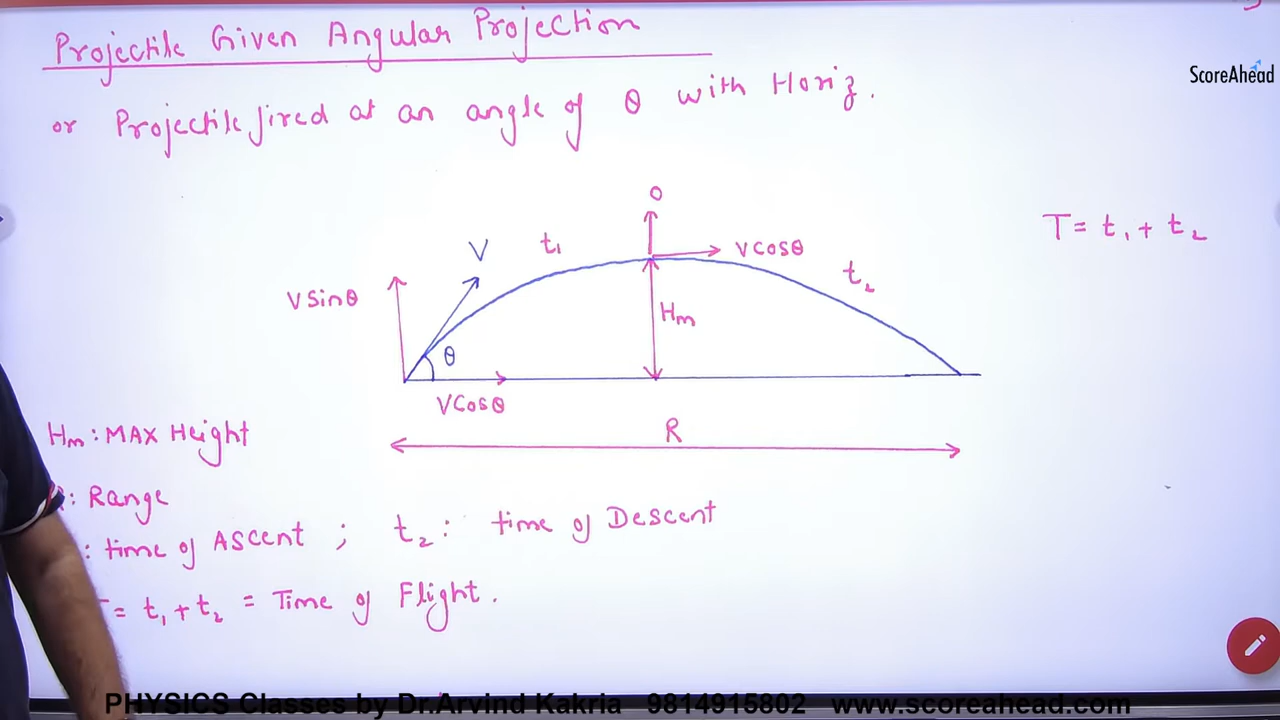 Projectile Given Angular Projection
ScoreAhead
or Projectile fired at an angle of θ with Horiz.
0
T= t₁ + t₂
V
t₁
VCosθ
t₂
VSinθ
Hm
θ
VCosθ
R
Hm : MAX Height
: Range
: time of Ascent ; t₂ : time of Descent
= t₁ + t₂ = Time of Flight.
PHYSICS Classes by Dr.Arvind Kakria 9814915802 www.scoreahead.com